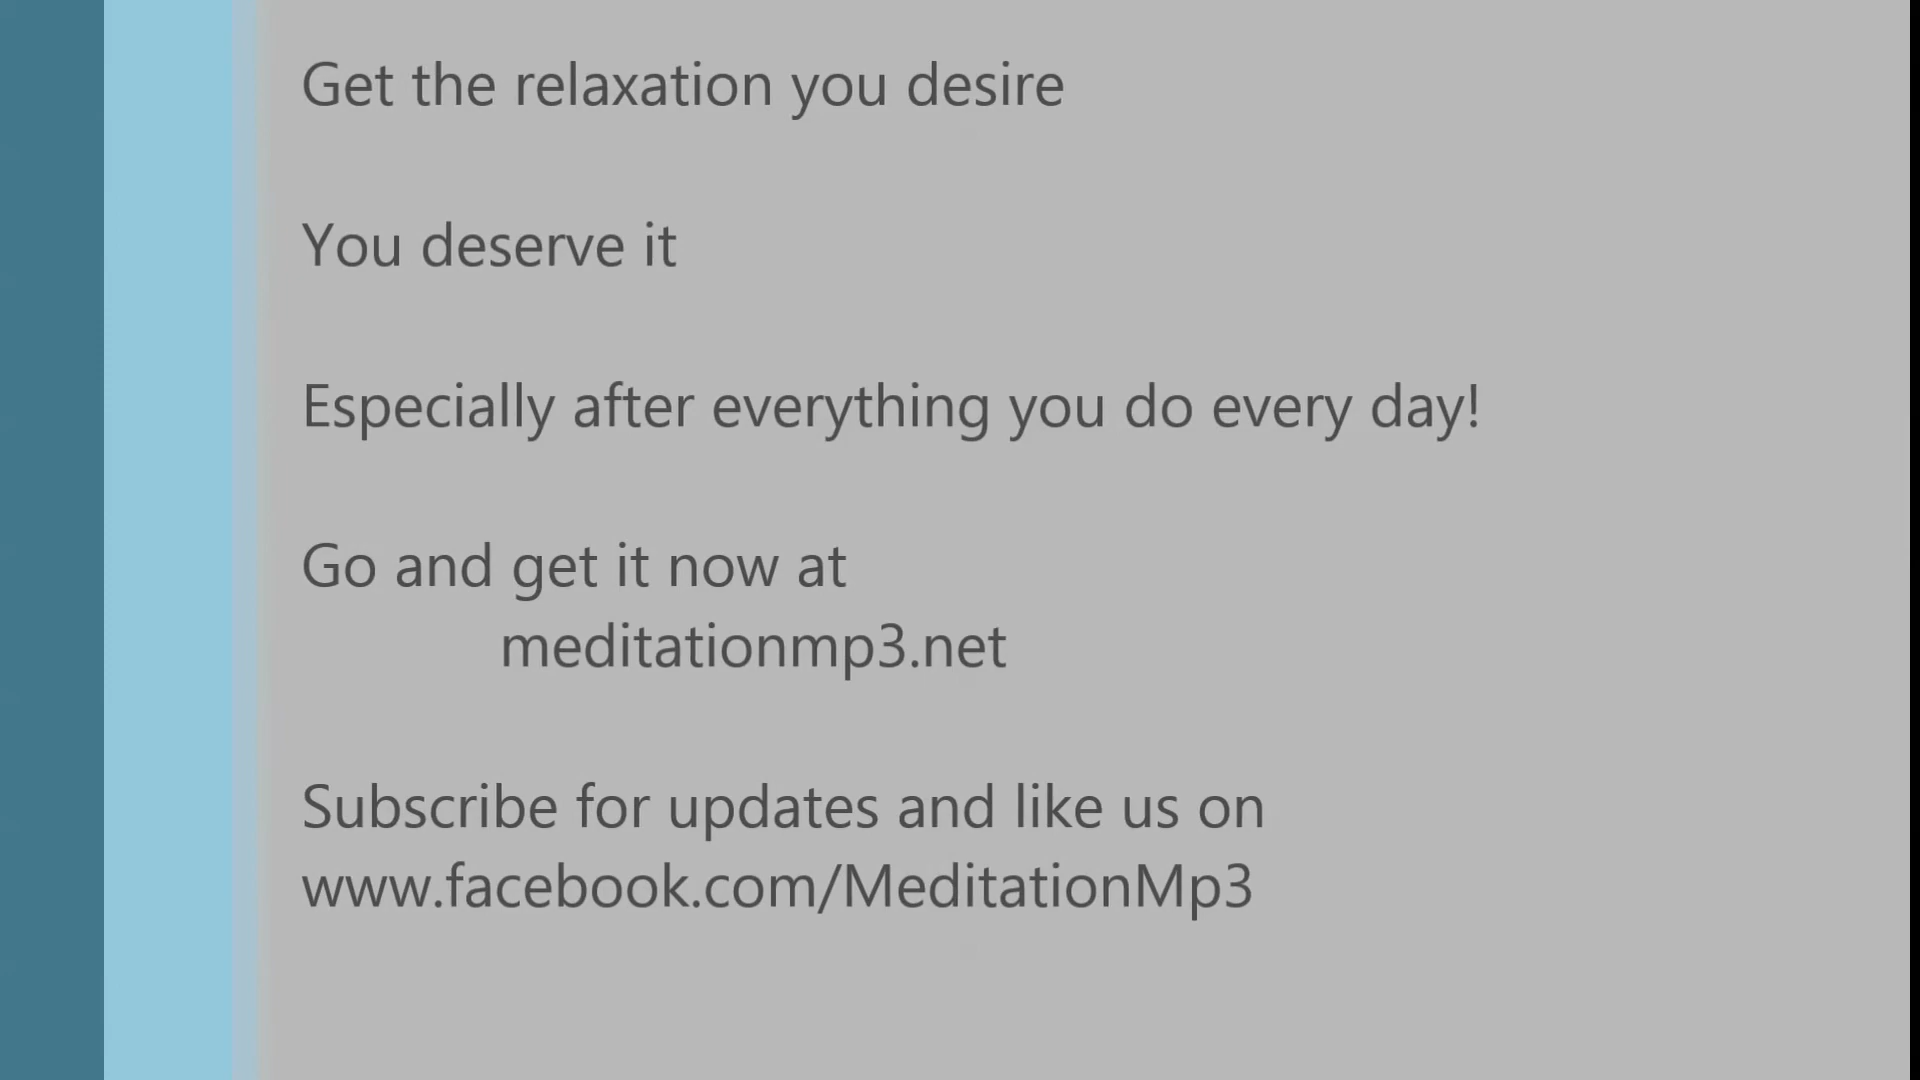 Get the relaxation you desire
You deserve it
Especially after everything you do every day!
Go and get it now at
meditationmp3.net
Subscribe for updates and like us on
www.facebook.com/MeditationMp3